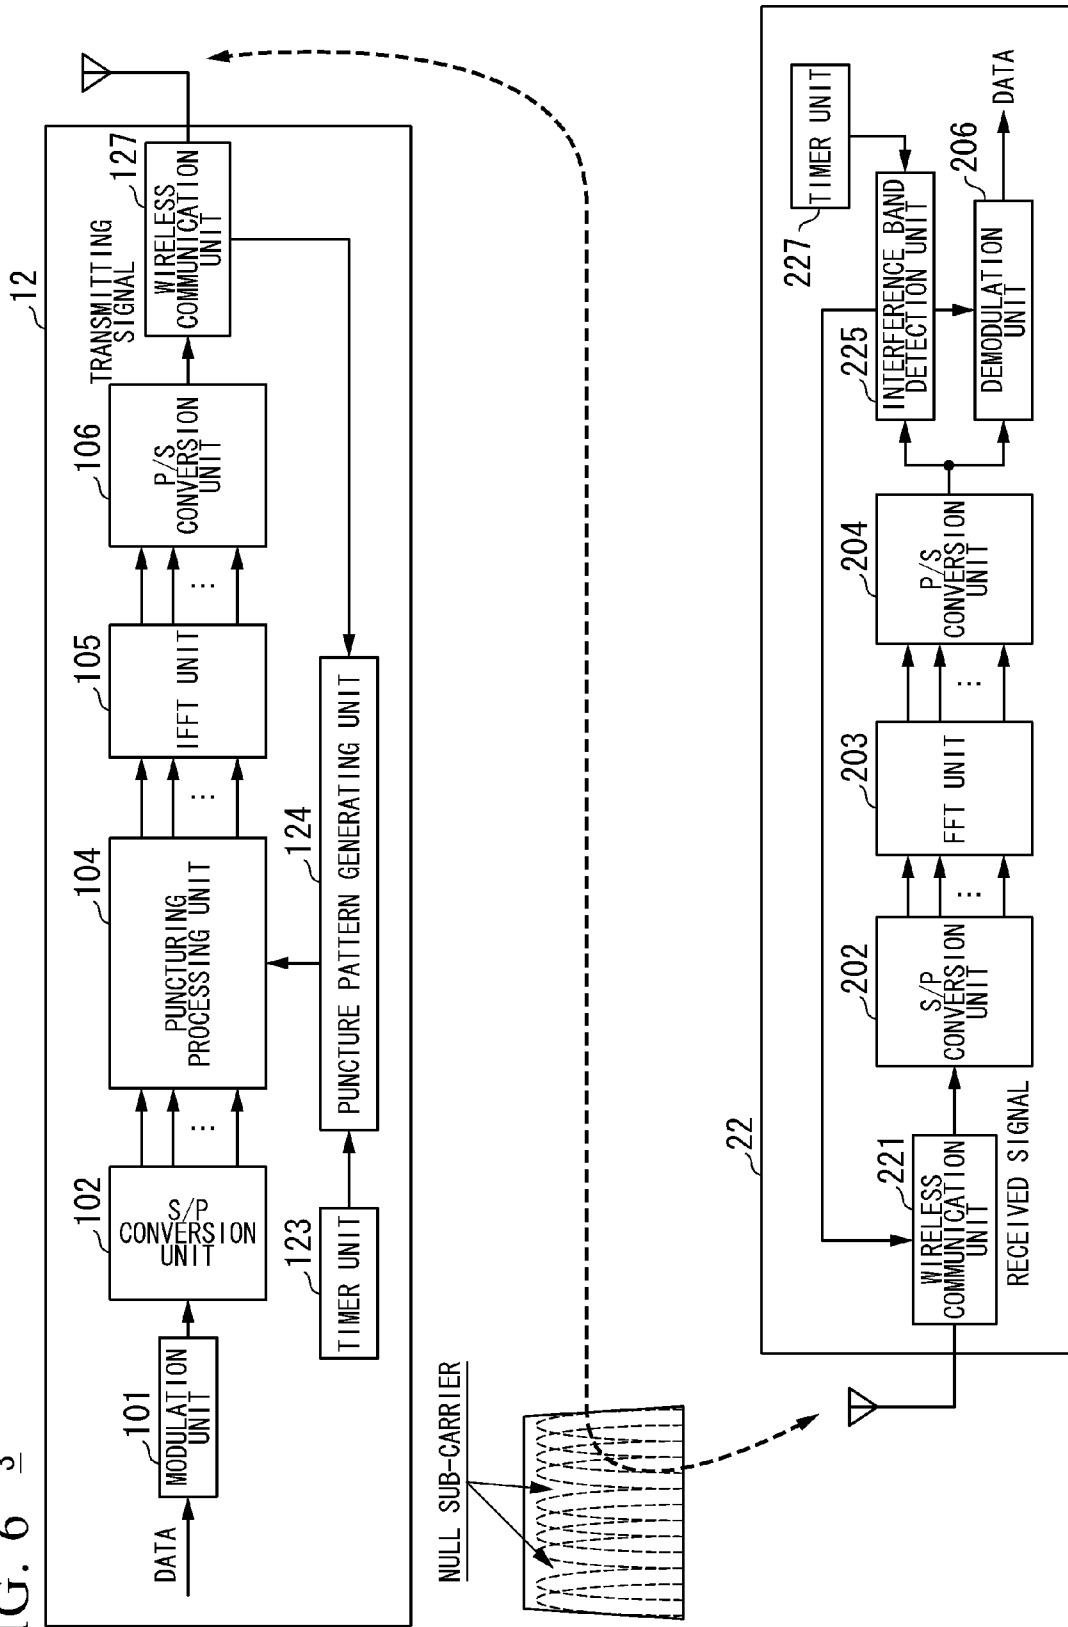 G. 6
3
12
DATA
101
MODULATION
UNIT
102
S/P
CONVERSION
UNIT
...
104
PUNCTURING
PROCESSING UNIT
...
105
IFFT UNIT
...
106
P/S
CONVERSION
UNIT
TRANSMITTING
SIGNAL
127
WIRELESS
COMMUNICATION
UNIT
123
TIMER UNIT
124
PUNCTURE PATTERN GENERATING UNIT
NULL SUB-CARRIER
22
221
WIRELESS
COMMUNICATION
UNIT
RECEIVED SIGNAL
202
S/P
CONVERSION
UNIT
...
203
FFT UNIT
...
204
P/S
CONVERSION
UNIT
225
INTERFERENCE BAND
DETECTION UNIT
227
TIMER UNIT
206
DEMODULATION
UNIT
DATA